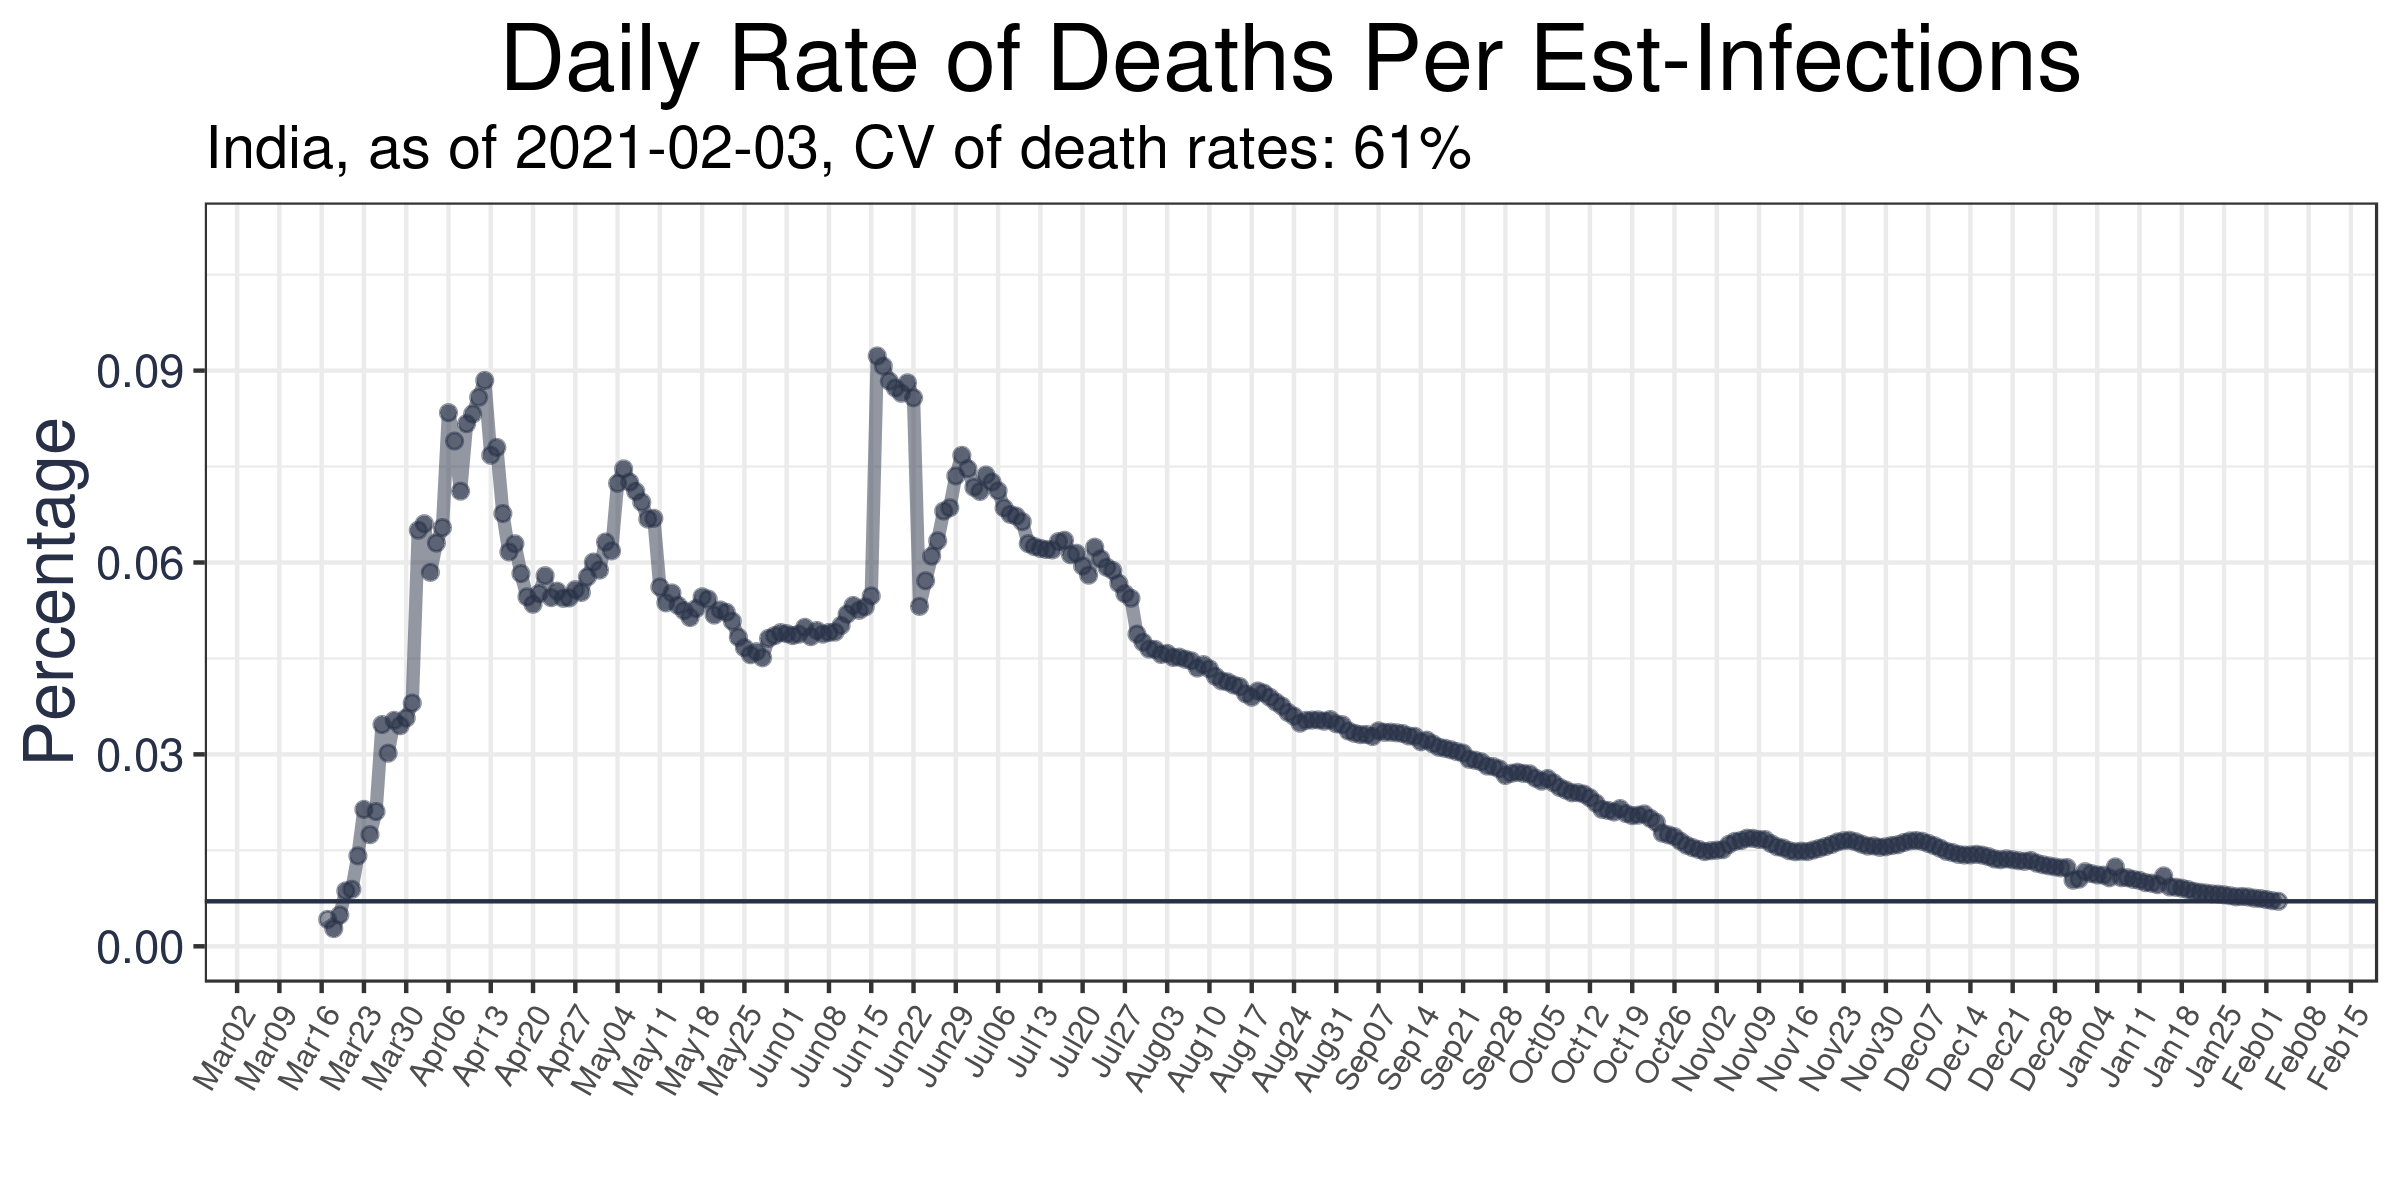 Daily Rate of Deaths Per Est-Infections
India, as of 2021-02-03, CV of death rates: 61%
Percentage
0.09
0.06
0.03
0.00
Mar02
Mar09
Mar16
Mar23
Mar30
Apr06
Apr13
Apr20
Apr27
May04
May11
May18
May25
Jun01
Jun08
Jun15
Jun22
Jun29
Jul06
Jul13
Jul20
Jul27
Aug03
Aug10
Aug17
Aug24
Aug31
Sep07
Sep14
Sep21
Sep28
Oct05
Oct12
Oct19
Oct26
Nov02
Nov09
Nov16
Nov23
Nov30
Dec07
Dec14
Dec21
Dec28
Jan04
Jan11
Jan18
Jan25
Feb01
Feb08
Feb15